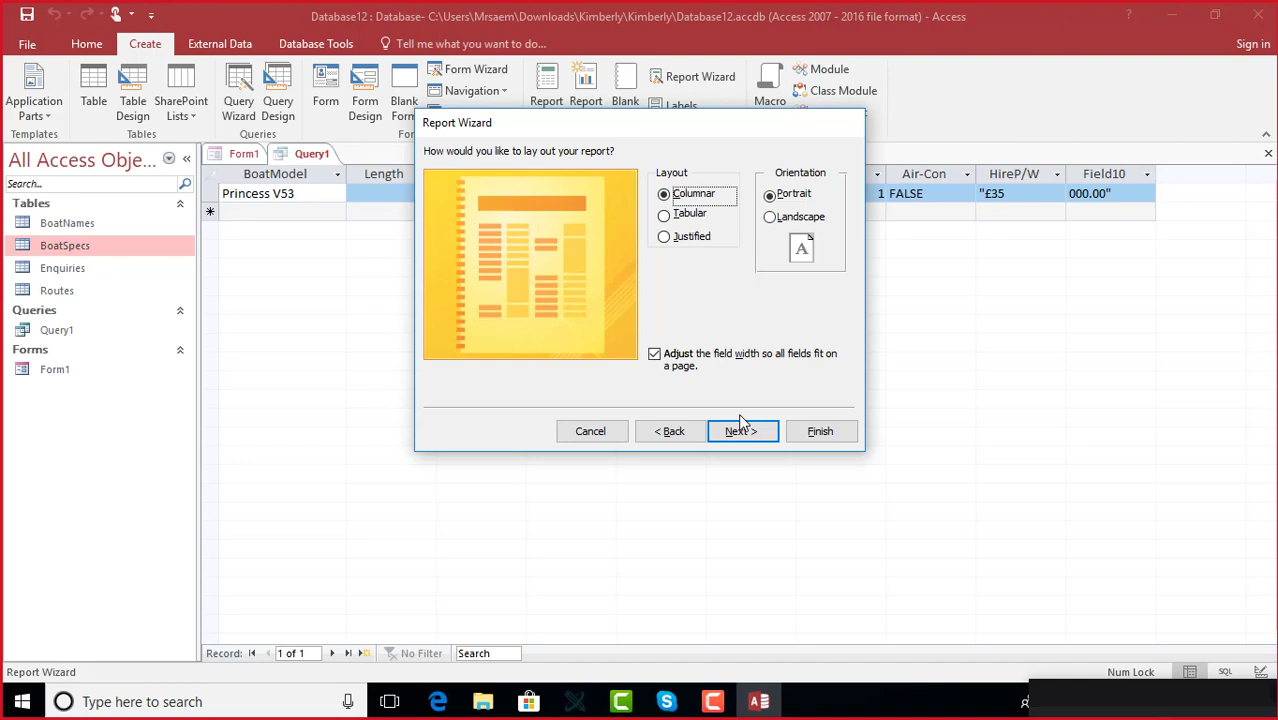 Database12 : Database- C:\Users\Mrsaem\Downloads\Kimberly\Kimberly\Database12.accdb (Access 2007 - 2016 file format) - Access
?
File
Home
Create
External Data
Database Tools
Tell me what you want to do...
Sign in
Application
Parts
Table
Table
Design
SharePoint
Lists
Query
Wizard
Query
Design
Form
Form
Design
Blank
Form Wizard
Navigation
Report
Report
Blank
Report Wizard
Labels
Macro
Module
Class Module
Templates
Tables
Queries
All Access Obje...
Search...
Tables
BoatNames
BoatSpecs
Enquiries
Routes
Queries
Query1
Forms
Form1
Form1
Query1
BoatModel
Length
Air-Con
HireP/W
Field10
Princess V53
1
FALSE
"£35
000.00"
Report Wizard
How would you like to lay out your report?
Layout
Columnar
Tabular
Justified
Orientation
Portrait
Landscape
A
Adjust the field width so all fields fit on
a page.
Cancel
< Back
Next >
Finish
Record:
1 of 1
No Filter
Search
Report Wizard
Num Lock
SQL
Type here to search